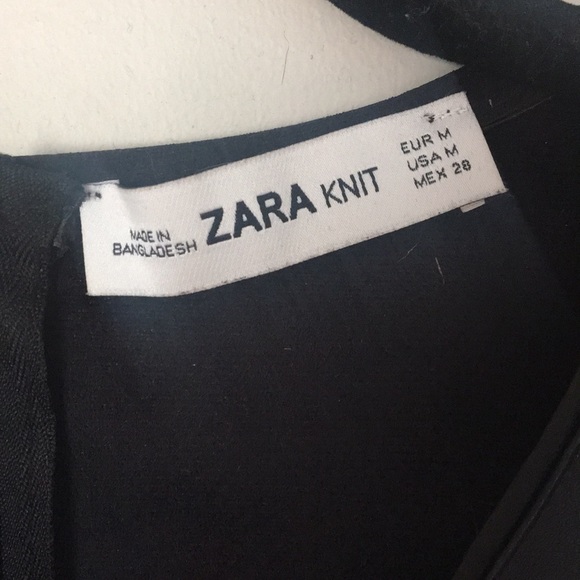 MADE IN
BANGLADESH
ZARA KNIT
EUR M
USA M
MEX 28